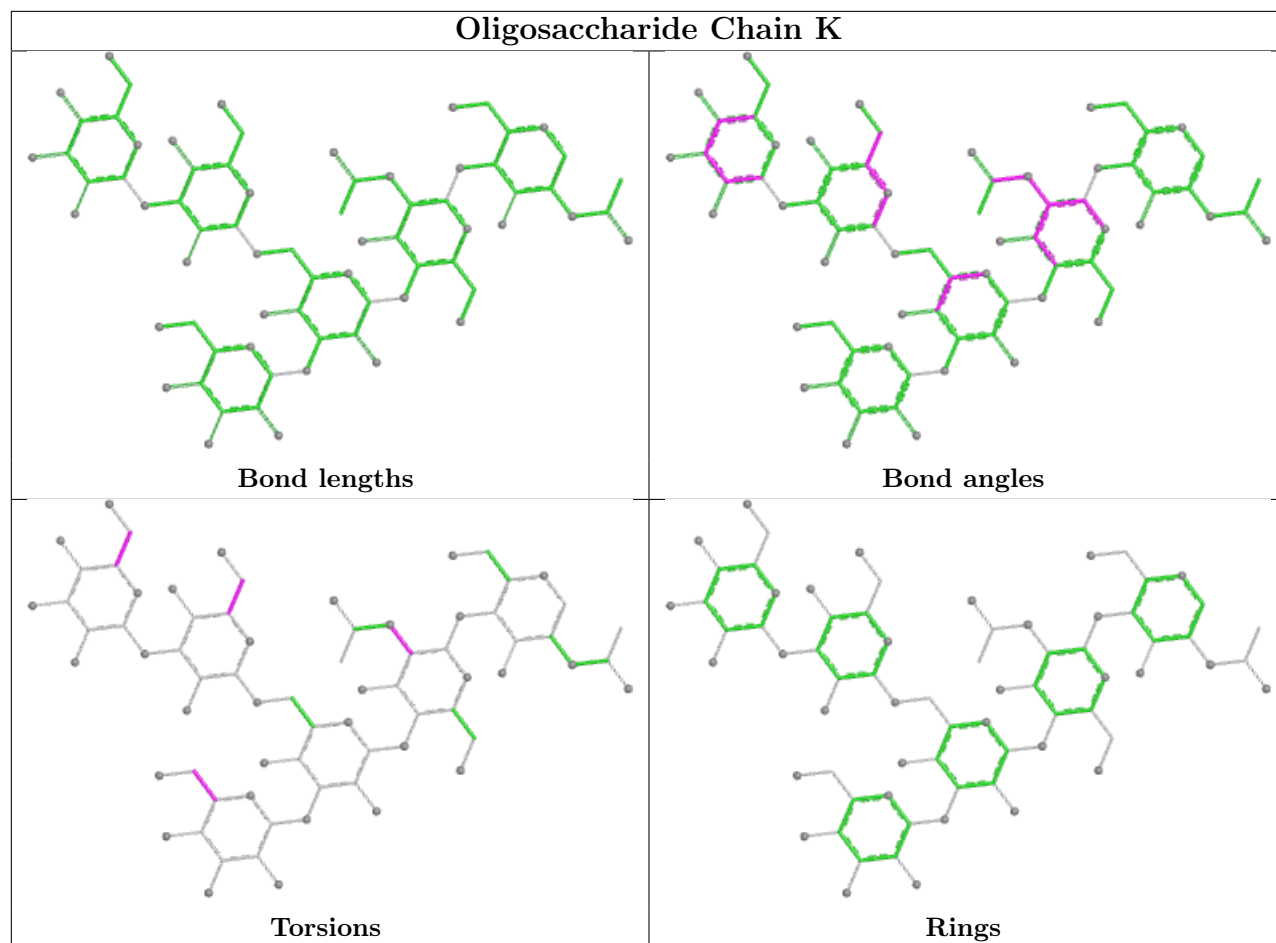 Oligosaccharide Chain K
Bond lengths
Bond angles
Torsions
Rings